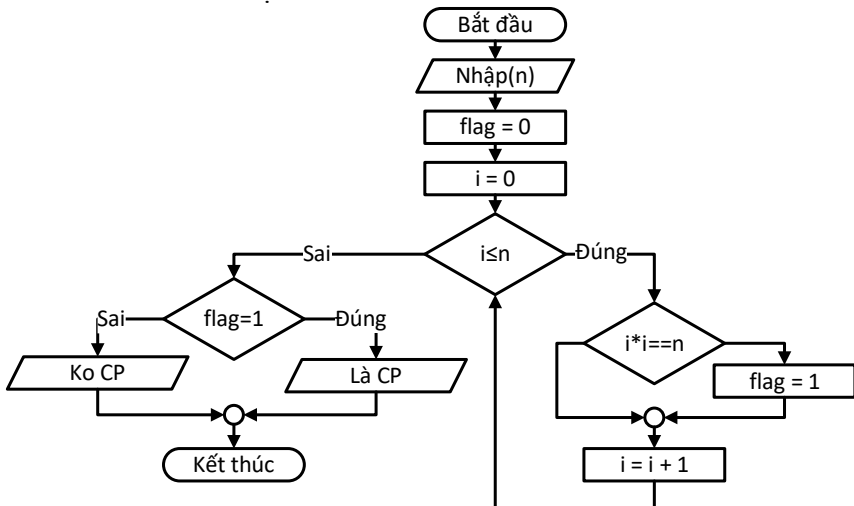 Bắt đầu
Nhập(n)
flag = 0
i = 0
i≤n
Sai
Đúng
flag=1
Sai
Đúng
Ko CP
Là CP
Kết thúc
i*i==n
flag = 1
i = i + 1